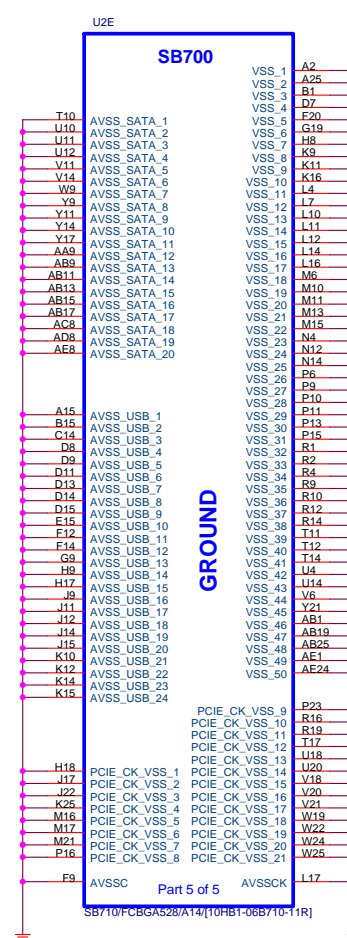 U2E
SB700
T10 AVSS_SATA_1
U10 AVSS_SATA_2
U11 AVSS_SATA_3
U12 AVSS_SATA_4
V11 AVSS_SATA_5
V14 AVSS_SATA_6
W9 AVSS_SATA_7
Y9 AVSS_SATA_8
Y11 AVSS_SATA_9
Y14 AVSS_SATA_10
Y17 AVSS_SATA_11
AA9 AVSS_SATA_12
AB9 AVSS_SATA_13
AB11 AVSS_SATA_14
AB13 AVSS_SATA_15
AB15 AVSS_SATA_16
AB17 AVSS_SATA_17
AC8 AVSS_SATA_18
AD8 AVSS_SATA_19
AE8 AVSS_SATA_20
A15 AVSS_USB_1
B15 AVSS_USB_2
C14 AVSS_USB_3
D8 AVSS_USB_4
D9 AVSS_USB_5
D11 AVSS_USB_6
D13 AVSS_USB_7
D14 AVSS_USB_8
D15 AVSS_USB_9
E15 AVSS_USB_10
F12 AVSS_USB_11
F14 AVSS_USB_12
G9 AVSS_USB_13
H9 AVSS_USB_14
H17 AVSS_USB_15
J9 AVSS_USB_16
J11 AVSS_USB_17
J12 AVSS_USB_18
J14 AVSS_USB_19
J15 AVSS_USB_20
K10 AVSS_USB_21
K12 AVSS_USB_22
K14 AVSS_USB_23
K15 AVSS_USB_24
H18 PCIE_CK_VSS_1
J17 PCIE_CK_VSS_2
J22 PCIE_CK_VSS_3
K25 PCIE_CK_VSS_4
M16 PCIE_CK_VSS_5
M17 PCIE_CK_VSS_6
M21 PCIE_CK_VSS_7
P16 PCIE_CK_VSS_8
F9 AVSSC
GROUND
VSS_1 A2
VSS_2 A25
VSS_3 B1
VSS_4 D7
VSS_5 F20
VSS_6 G19
VSS_7 H8
VSS_8 K9
VSS_9 K11
VSS_10 K16
VSS_11 L4
VSS_12 L7
VSS_13 L10
VSS_14 L11
VSS_15 L12
VSS_16 L14
VSS_17 L16
VSS_18 M6
VSS_19 M10
VSS_20 M11
VSS_21 M13
VSS_22 M15
VSS_23 N4
VSS_24 N12
VSS_25 N14
VSS_26 P6
VSS_27 P9
VSS_28 P10
VSS_29 P11
VSS_30 P13
VSS_31 P15
VSS_32 R1
VSS_33 R2
VSS_34 R4
VSS_35 R9
VSS_36 R10
VSS_37 R12
VSS_38 R14
VSS_39 T11
VSS_40 T12
VSS_41 T14
VSS_42 U4
VSS_43 U14
VSS_44 V6
VSS_45 Y21
VSS_46 AB1
VSS_47 AB19
VSS_48 AB25
VSS_49 AE1
VSS_50 AE24
PCIE_CK_VSS_9 P23
PCIE_CK_VSS_10 R16
PCIE_CK_VSS_11 R19
PCIE_CK_VSS_12 T17
PCIE_CK_VSS_13 U18
PCIE_CK_VSS_14 U20
PCIE_CK_VSS_15 V18
PCIE_CK_VSS_16 V20
PCIE_CK_VSS_17 V21
PCIE_CK_VSS_18 W19
PCIE_CK_VSS_19 W22
PCIE_CK_VSS_20 W24
PCIE_CK_VSS_21 W25
AVSSCK L17
Part 5 of 5
SB710/FCBGA528/A14/[10HB1-06B710-11R]